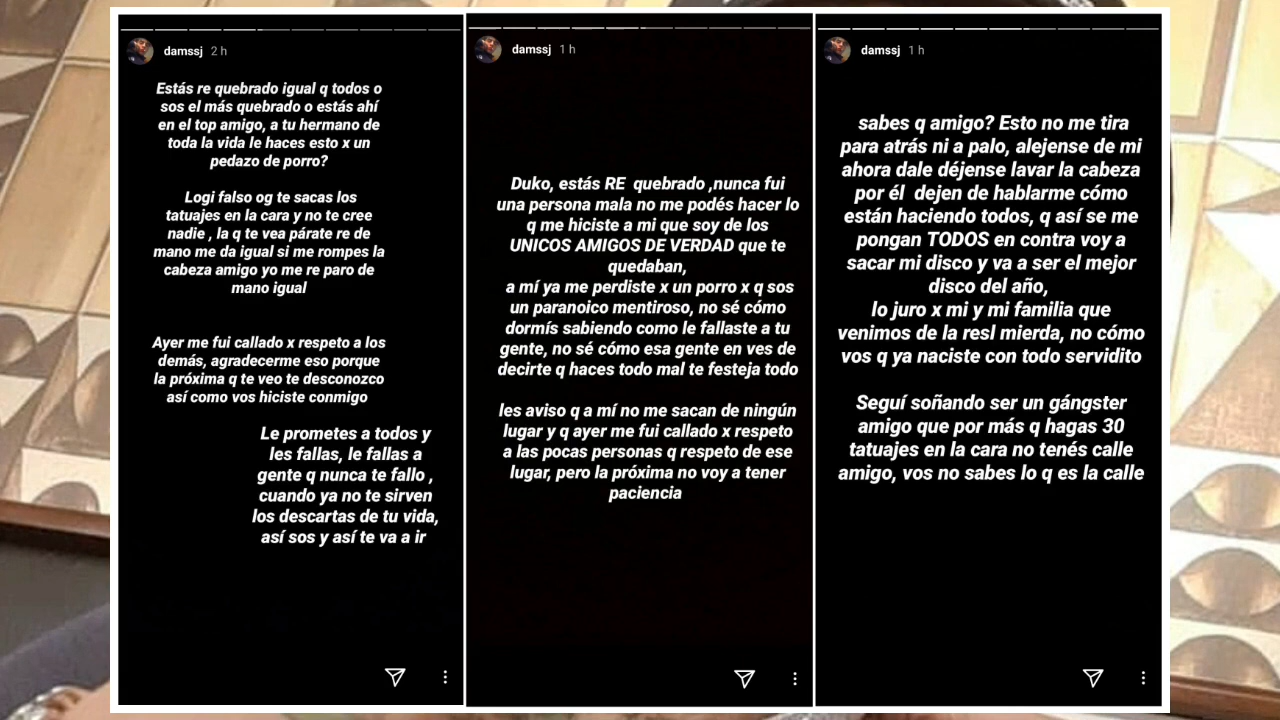 damssj 2 h
Estás re quebrado igual q todos o
sos el más quebrado o estás ahí
en el top amigo, a tu hermano de
toda la vida le haces esto x un
pedazo de porro?
Logi falso og te sacas los
tatuajes en la cara y no te cree
nadie , la q te vea párate re de
mano me da igual si me rompes la
cabeza amigo yo me re paro de
mano igual
Ayer me fui callado x respeto a los
demás, agradecerme eso porque
la próxima q te veo te desconozco
así como vos hiciste conmigo
Le prometes a todos y
les fallas, le fallas a
gente q nunca te fallo ,
cuando ya no te sirven
los descartas de tu vida,
así sos y así te va a ir
damssj 1 h
Duko, estás RE quebrado ,nunca fui
una persona mala no me podés hacer lo
q me hiciste a mi que soy de los
UNICOS AMIGOS DE VERDAD que te
quedaban,
a mí ya me perdiste x un porro x q sos
un paranoico mentiroso, no sé cómo
dormís sabiendo como le fallaste a tu
gente, no sé cómo esa gente en ves de
decirte q haces todo mal te festeja todo
les aviso q a mí no me sacan de ningún
lugar y q ayer me fui callado x respeto
a las pocas personas q respeto de ese
lugar, pero la próxima no voy a tener
paciencia
damssj 1 h
sabes q amigo? Esto no me tira
para atrás ni a palo, alejense de mi
ahora dale déjense lavar la cabeza
por él dejen de hablarme cómo
están haciendo todos, q así se me
pongan TODOS en contra voy a
sacar mi disco y va a ser el mejor
disco del año,
lo juro x mi y mi familia que
venimos de la resl mierda, no cómo
vos q ya naciste con todo servidito
Seguí soñando ser un gángster
amigo que por más q hagas 30
tatuajes en la cara no tenés calle
amigo, vos no sabes lo q es la calle